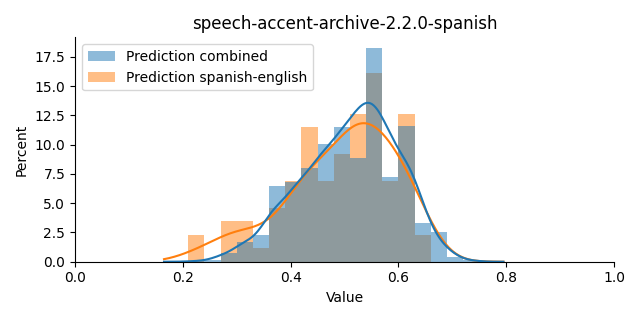 speech-accent-archive-2.2.0-spanish
Prediction combined
Prediction spanish-english
17.5
15.0
12.5
10.0
7.5
5.0
2.5
0.0
Percent
0.0 0.2 0.4 0.6 0.8 1.0
Value